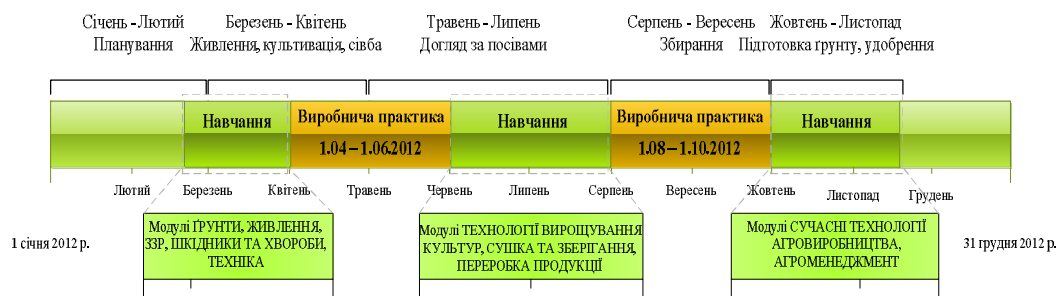 Січень - Лютий
Планування
Березень - Квітень
Живлення, культивація, сівба
Травень - Липень
Догляд за посівами
Серпень - Вересень
Збирання
Жовтень - Листопад
Підготовка ґрунту, удобрення
Навчання
Виробнича практика
1.04 – 1.06.2012
Навчання
Виробнича практика
1.08 – 1.10.2012
Навчання
Лютий
Березень
Квітень
Травень
Червень
Липень
Серпень
Вересень
Жовтень
Листопад
Грудень
1 січня 2012 р.
Модулі ҐРУНТИ, ЖИВЛЕННЯ,
ЗЗР, ШКІДНИКИ ТА ХВОРОБИ,
ТЕХНІКА
Модулі ТЕХНОЛОГІЇ ВИРОЩУВАННЯ
КУЛЬТУР, СУШКА ТА ЗБЕРІГАННЯ,
ПЕРЕРОБКА ПРОДУКЦІЇ
Модулі СУЧАСНІ ТЕХНОЛОГІЇ
АГРОВИРОБНИЦТВА,
АГРОМЕНЕДЖМЕНТ
31 грудня 2012 р.